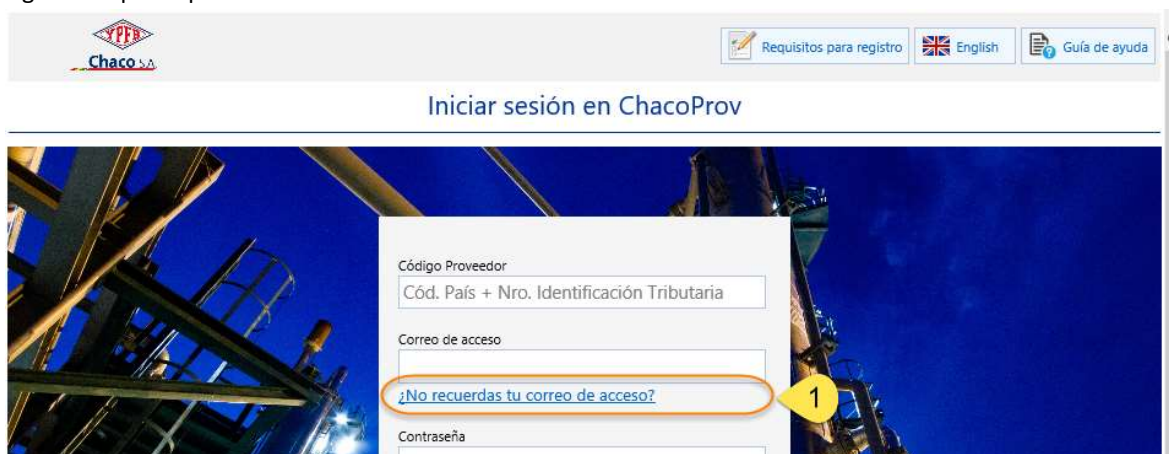 YPFB
Chaco S.A.
Requisitos para registro
English
Guía de ayuda
Iniciar sesión en ChacoProv
Código Proveedor
Cód. País + Nro. Identificación Tributaria
Correo de acceso
¿No recuerdas tu correo de acceso?
1
Contraseña